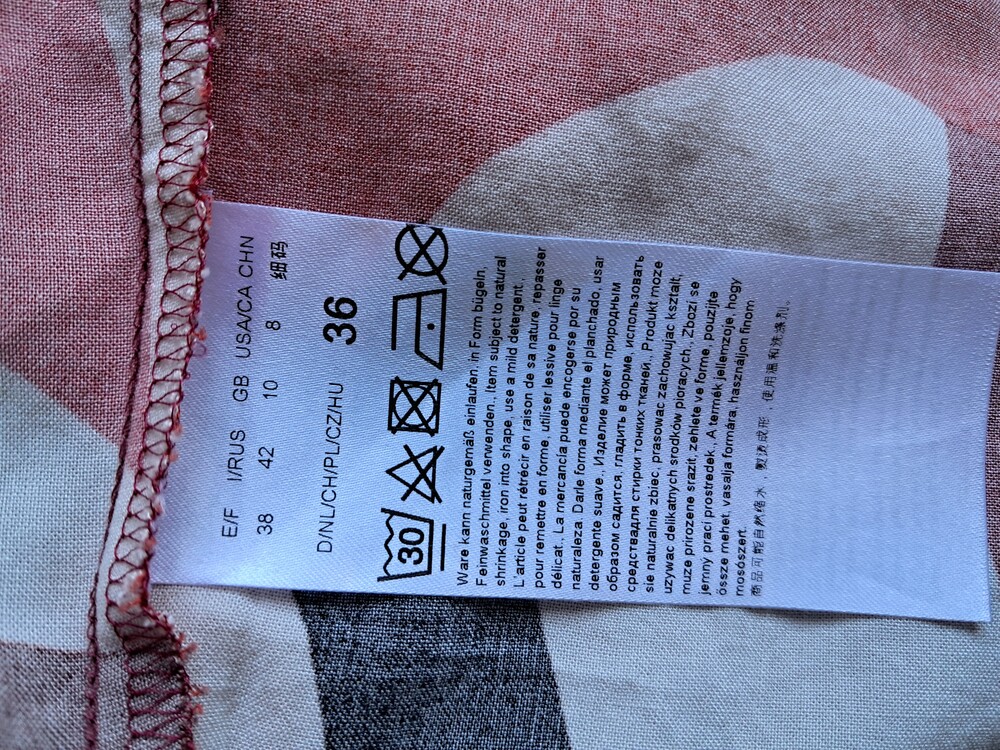 E/F I/RUS GB USA/CA CHN
38 42 10 8 细码
D/NL/CH/PL/CZ/HU 36
30
Ware kann naturgemäß einlaufen, in Form bügeln,
Feinwaschmittel verwenden., Item subject to natural
shrinkage, iron into shape, use a mild detergent.
L'article peut rétrécir en raison de sa nature, repasser
pour remettre en forme, utiliser lessive pour linge
délicat., La mercancía puede encogerse por su
naturaleza. Darle forma mediante el planchado, usar
detergente suave., Изделие может природным
образом садится, гладить в форме, использовать
средствадля стирки тонких тканей., Produkt moze
sie naturalnie zbiec, prasowac zachowujac ksztalt,
uzywac delikatnych srodków pioracych., Zbozí se
muze prirozene srazit, zehlete ve forme, pouzijte
jemny praci prostredek., A termék jellemzoje, hogy
össze mehet, vasalja formára, használjon finom
mosószert.
商品可能自然缩水，熨烫成形，使用温和洗涤剂。